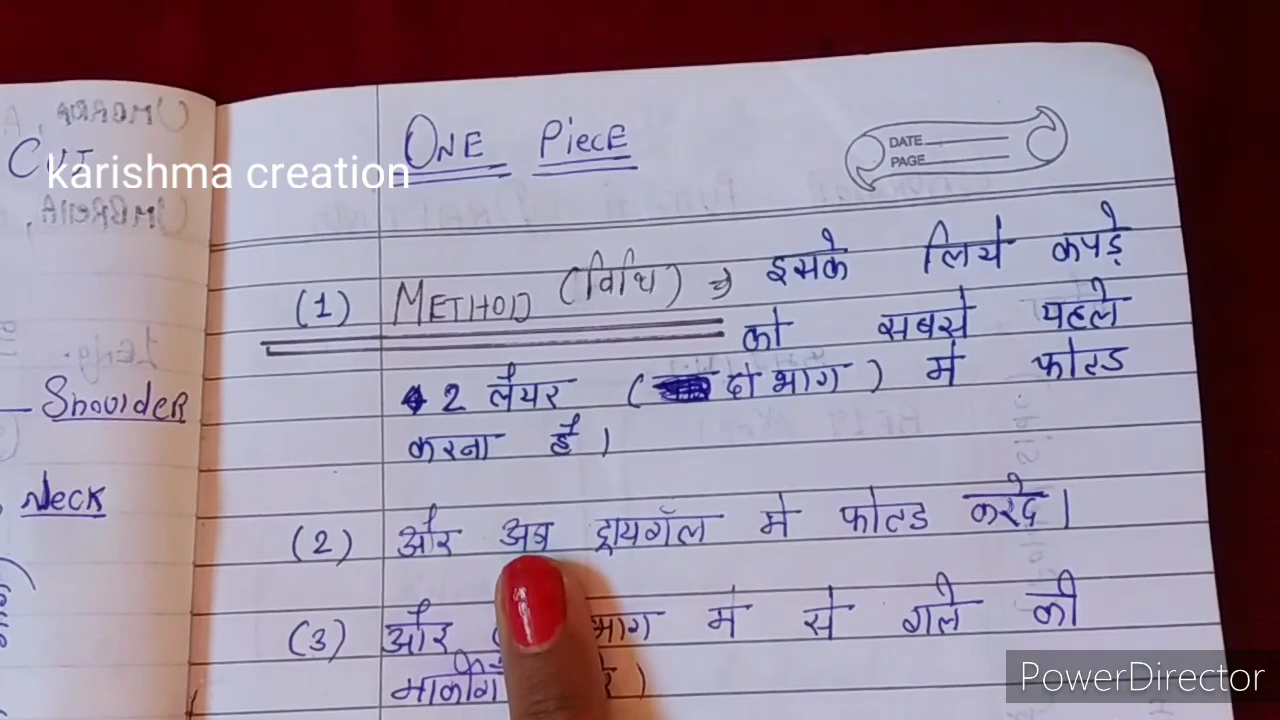 CUT
karishma creation
Shoulder
Neck
ONE PIECE
DATE
PAGE
(1) METHOD (विधि) ⇒ इसके लिये कपड़े
को सबसे पहले
2 लैयर ( दो भाग ) में फोल्ड
करना है।
(2) और अब ट्रायगॅल मे फोल्ड करदे।
(3) और भाग में से गले की
PowerDirector